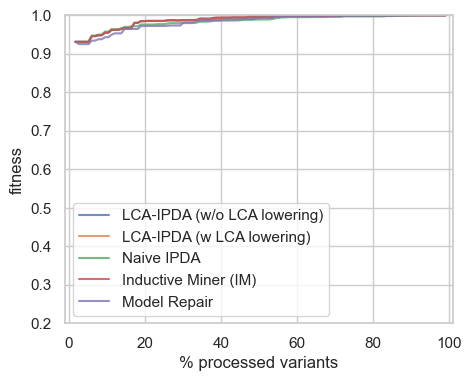 1.0
0.9
0.8
0.7
0.6
0.5
0.4
0.3
0.2
fitness
LCA-IPDA (w/o LCA lowering)
LCA-IPDA (w LCA lowering)
Naive IPDA
Inductive Miner (IM)
Model Repair
0 20 40 60 80 100
% processed variants